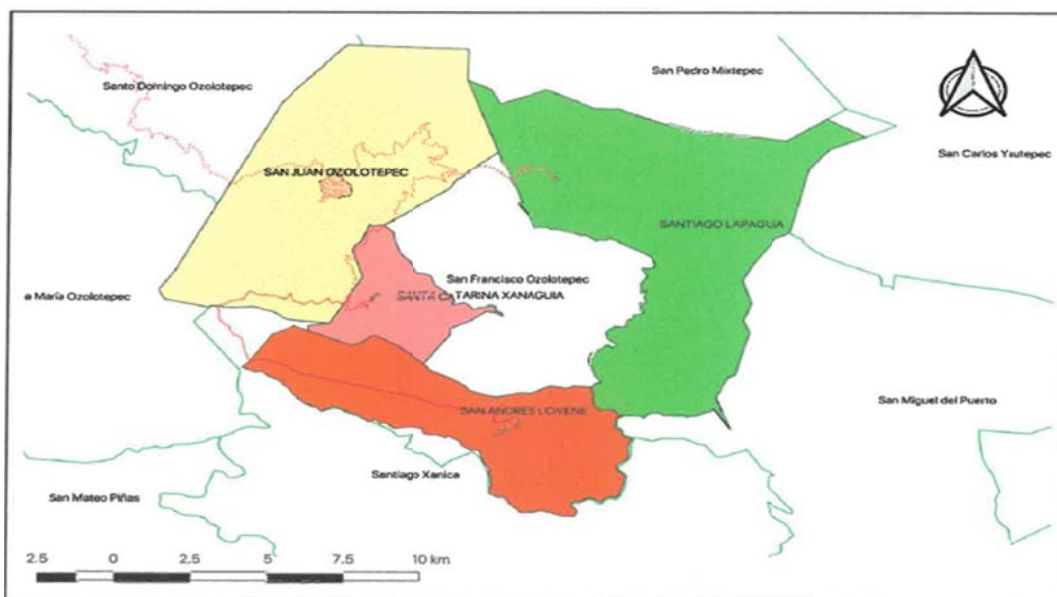 San Pedro Mixtepec
Santo Domingo Ozolotepec
San Carlos Yautepec
SAN JUAN OZOLOTEPEC
SANTIAGO LAPAGUIA
San Francisco Ozolotepec
a María Ozolotepec
SANTA CATARINA XANAGUIA
San Miguel del Puerto
SAN ANDRES LOVENE
Santiago Xanica
San Mateo Piñas
2.5 0 2.5 5 7.5 10 km